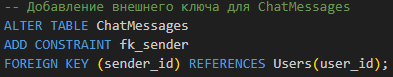 -- Добавление внешнего ключа для ChatMessages
ALTER TABLE ChatMessages
ADD CONSTRAINT fk_sender
FOREIGN KEY (sender_id) REFERENCES Users(user_id);